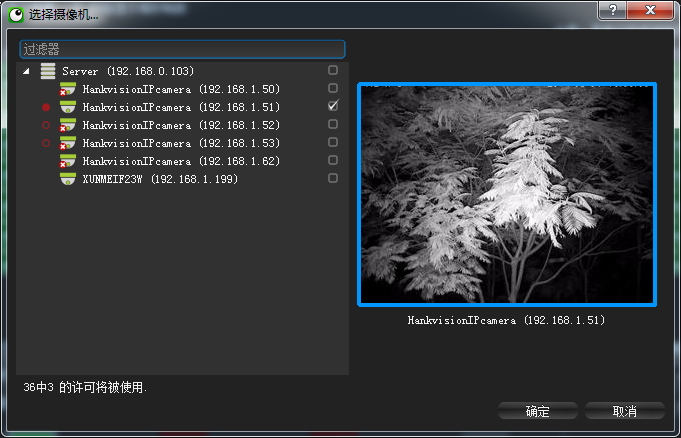 选择摄像机...
过滤器
Server (192.168.0.103)
HankvisionIPcamera (192.168.1.50)
HankvisionIPcamera (192.168.1.51)
HankvisionIPcamera (192.168.1.52)
HankvisionIPcamera (192.168.1.53)
HankvisionIPcamera (192.168.1.62)
XUNMEIF23W (192.168.1.199)
HankvisionIPcamera (192.168.1.51)
36中3 的许可将被使用.
确定
取消